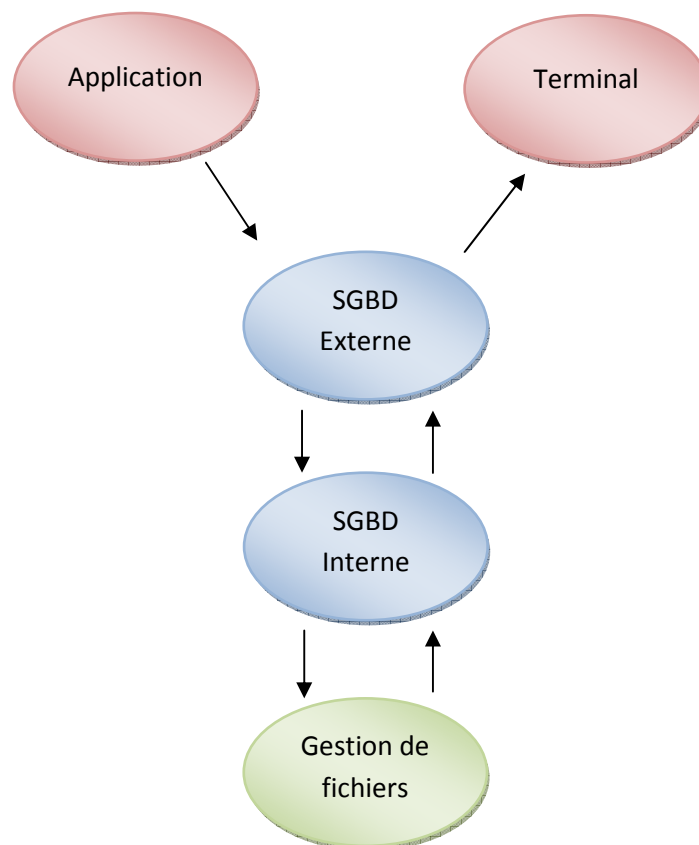 Application
Terminal
SGBD
Externe
SGBD
Interne
Gestion de
fichiers